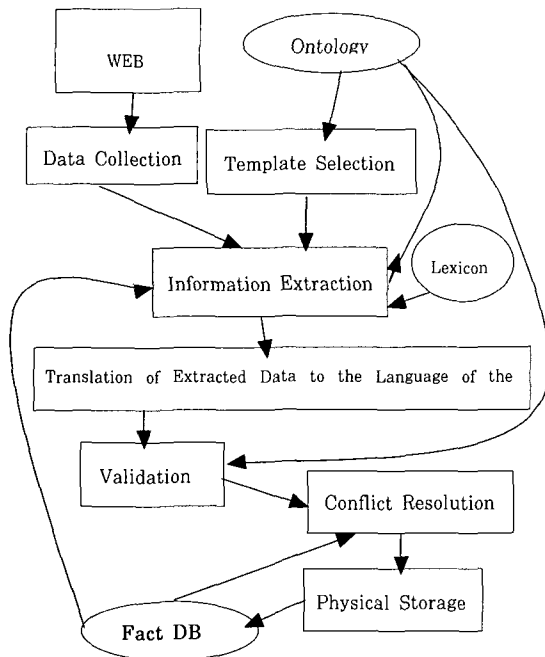 WEB
Ontology
Data Collection
Template Selection
Information Extraction
Lexicon
Translation of Extracted Data to the Language of the
Validation
Conflict Resolution
Physical Storage
Fact DB